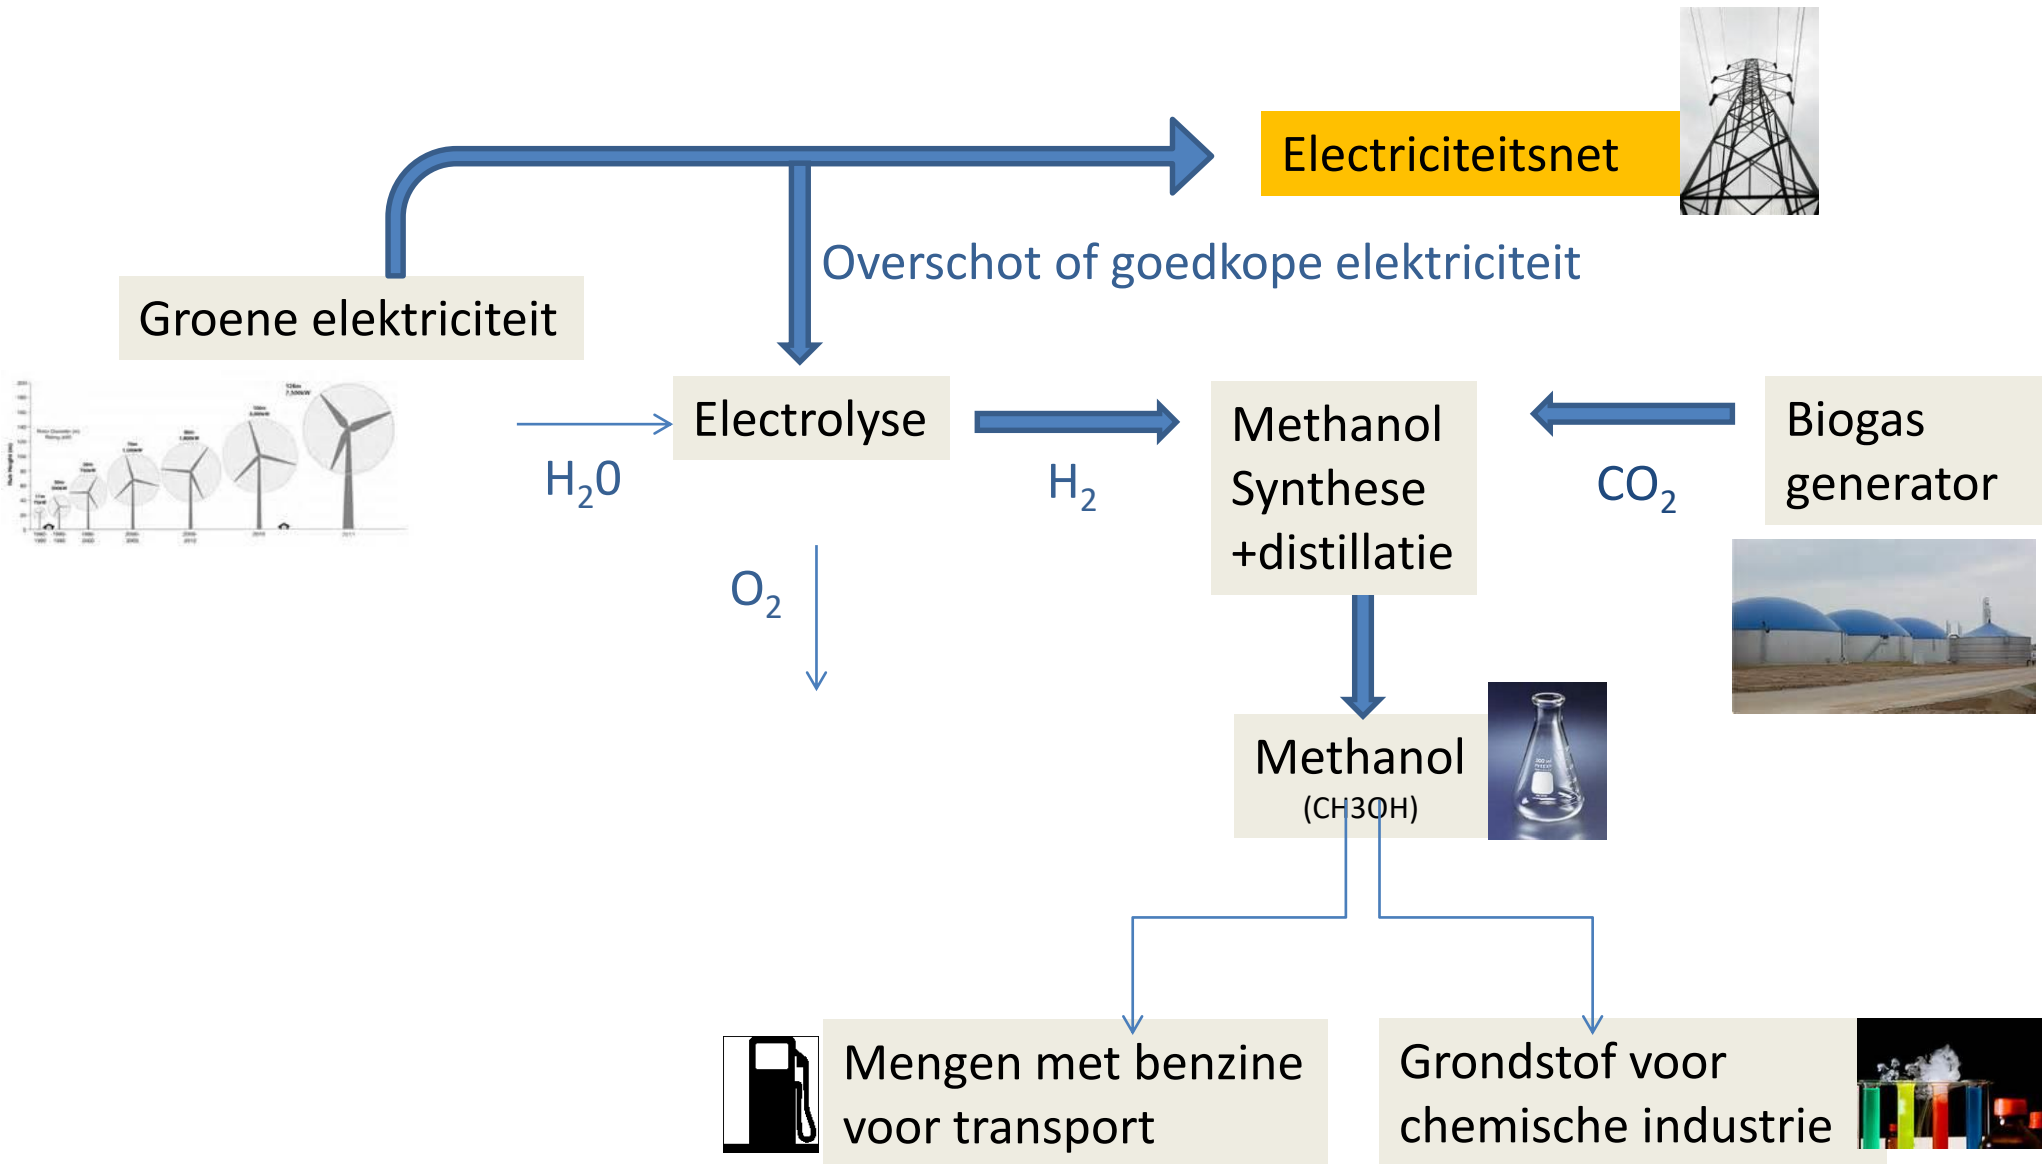 Electriciteitsnet
Overschot of goedkope elektriciteit
Groene elektriciteit
Electrolyse
H20
H2
O2
Methanol
Synthese
+distillatie
CO2
Biogas
generator
Methanol
(CH3OH)
Mengen met benzine
voor transport
Grondstof voor
chemische industrie